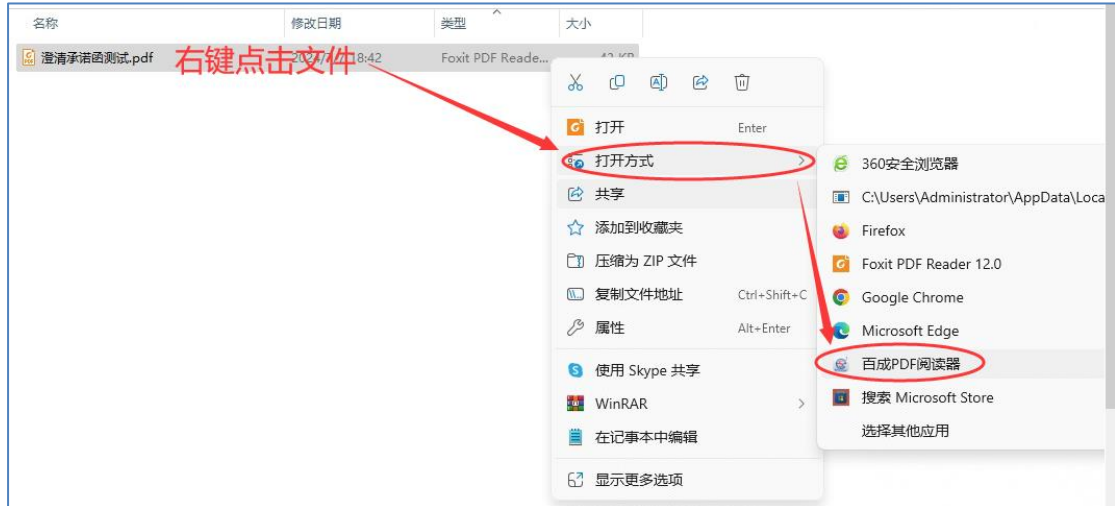 名称 修改日期 类型 大小
澄清承诺函测试.pdf 右键点击文件 18:42 Foxit PDF Reade...
打开 Enter
打开方式
共享
添加到收藏夹
压缩为 ZIP 文件
复制文件地址 Ctrl+Shift+C
属性 Alt+Enter
使用 Skype 共享
WinRAR
在记事本中编辑
显示更多选项
360安全浏览器
C:\Users\Administrator\AppData\Loca
Firefox
Foxit PDF Reader 12.0
Google Chrome
Microsoft Edge
百成PDF阅读器
搜索 Microsoft Store
选择其他应用